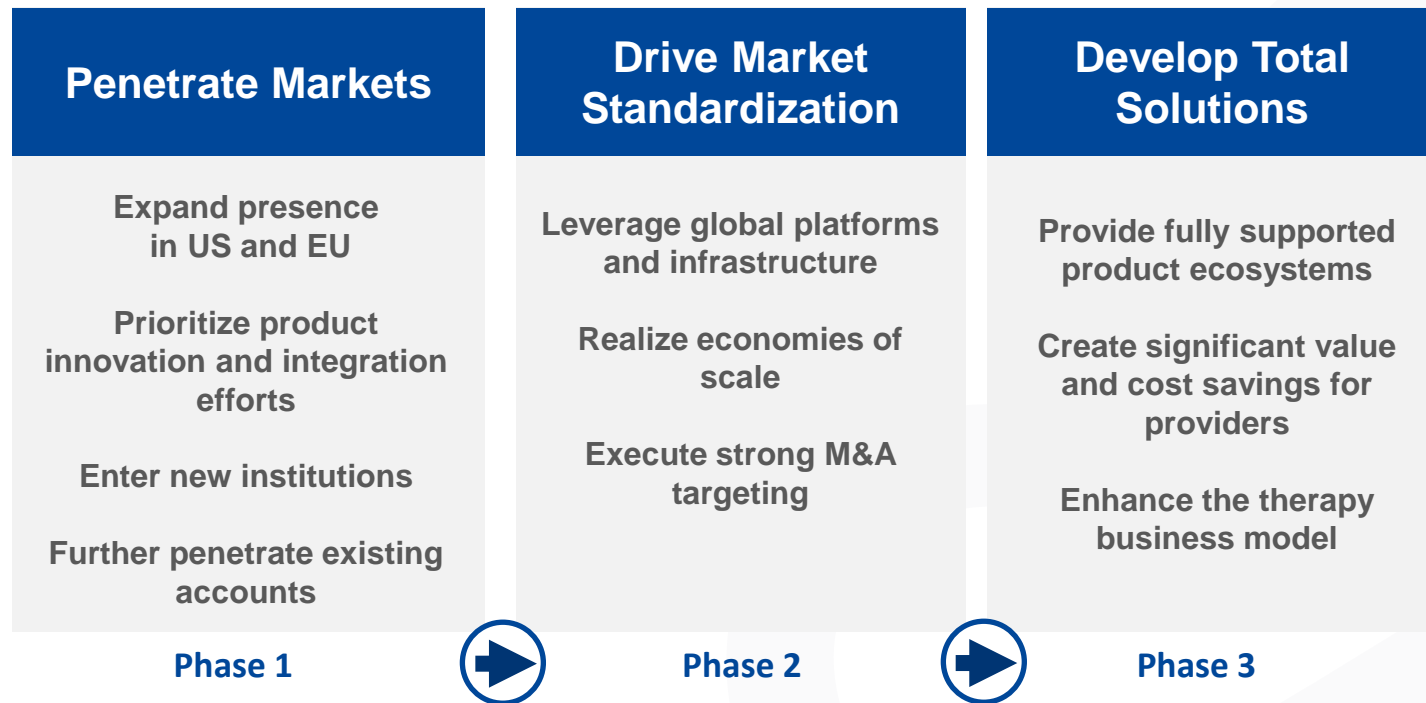 Penetrate Markets
Expand presence
in US and EU
Prioritize product
innovation and integration
efforts
Enter new institutions
Further penetrate existing
accounts
Phase 1
Drive Market
Standardization
Leverage global platforms
and infrastructure
Realize economies of
scale
Execute strong M&A
targeting
Phase 2
Develop Total
Solutions
Provide fully supported
product ecosystems
Create significant value
and cost savings for
providers
Enhance the therapy
business model
Phase 3